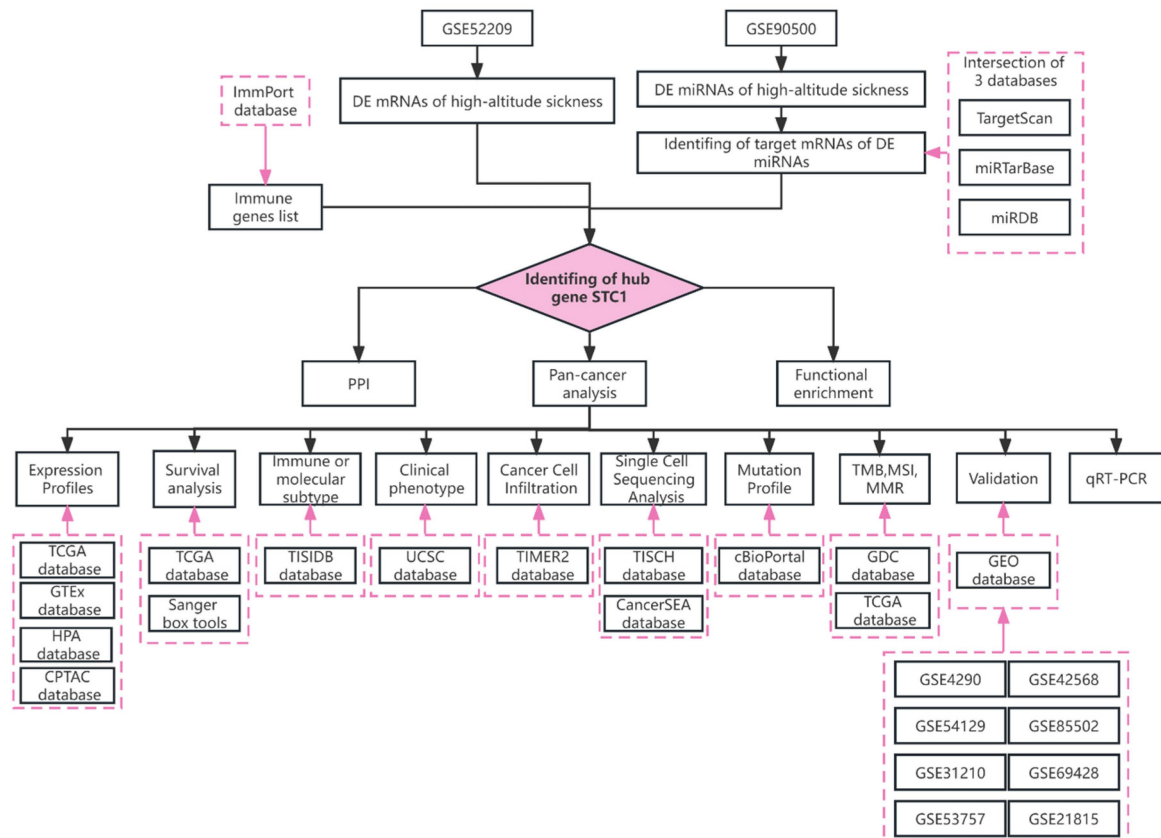 GSE52209
GSE90500
ImmPort
database
DE mRNAs of high-altitude sickness
DE miRNAs of high-altitude sickness
Intersection of
3 databases
TargetScan
miRTarBase
miRDB
Identifing of target mRNAs of DE
miRNAs
Immune
genes list
Identifing of hub
gene STC1
PPI
Pan-cancer
analysis
Functional
enrichment
Expression
Profiles
Survival
analysis
Immune or
molecular
subtype
Clinical
phenotype
Cancer Cell
Infiltration
Single Cell
Sequencing
Analysis
Mutation
Profile
TMB,MSI,
MMR
Validation
qRT-PCR
TCGA
database
GTEx
database
HPA
database
CPTAC
database
TCGA
database
Sanger
box tools
TISIDB
database
UCSC
database
TIMER2
database
TISCH
database
CancerSEA
database
cBioPortal
database
GDC
database
TCGA
database
GEO
database
GSE4290
GSE42568
GSE54129
GSE85502
GSE31210
GSE69428
GSE53757
GSE21815